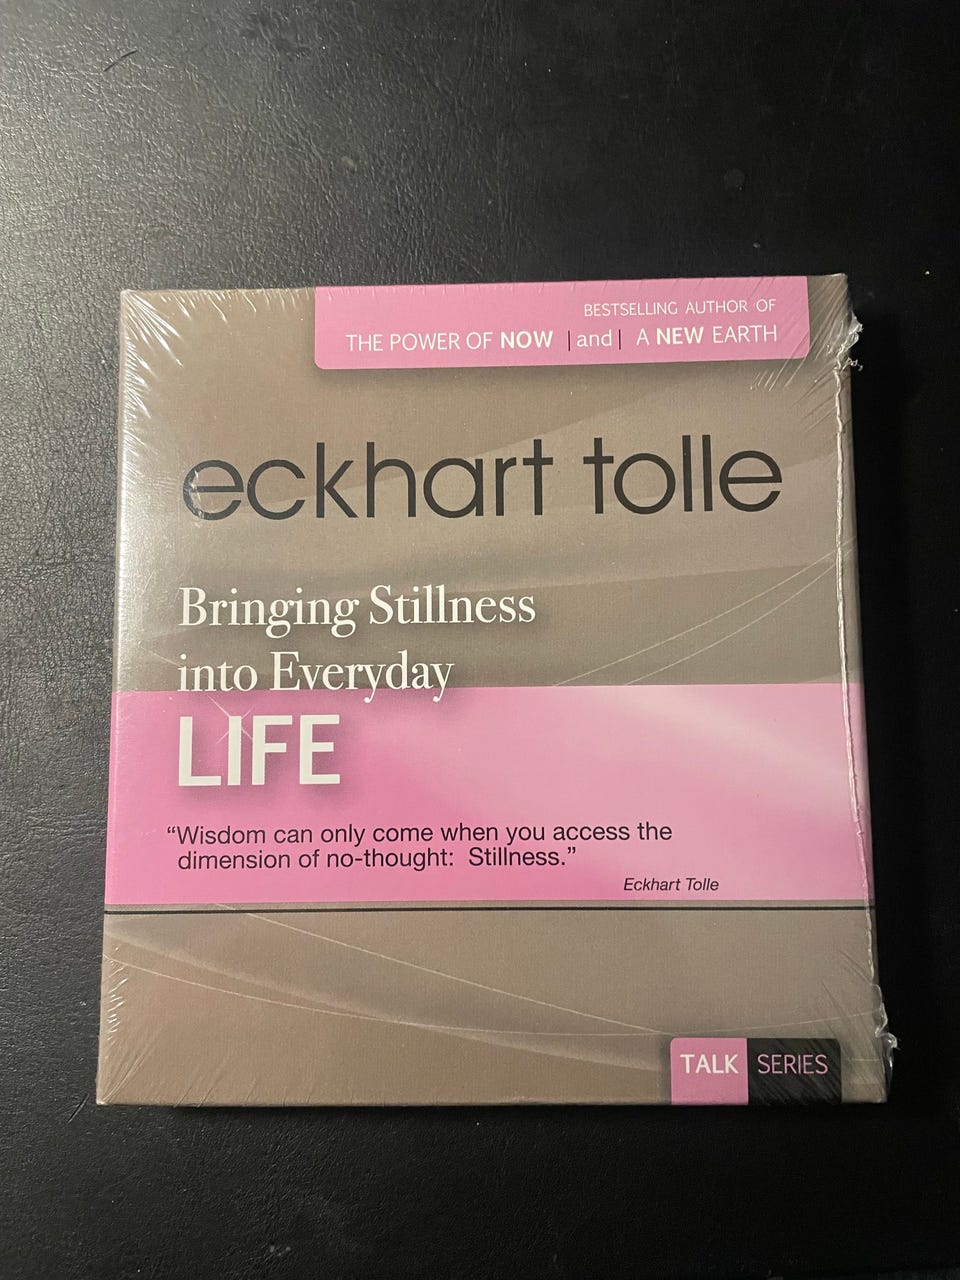 BESTSELLING AUTHOR OF
THE POWER OF NOW |and| A NEW EARTH
eckhart tolle
Bringing Stillness
into Everyday
LIFE
“Wisdom can only come when you access the
dimension of no-thought: Stillness.”
Eckhart Tolle
TALK SERIES